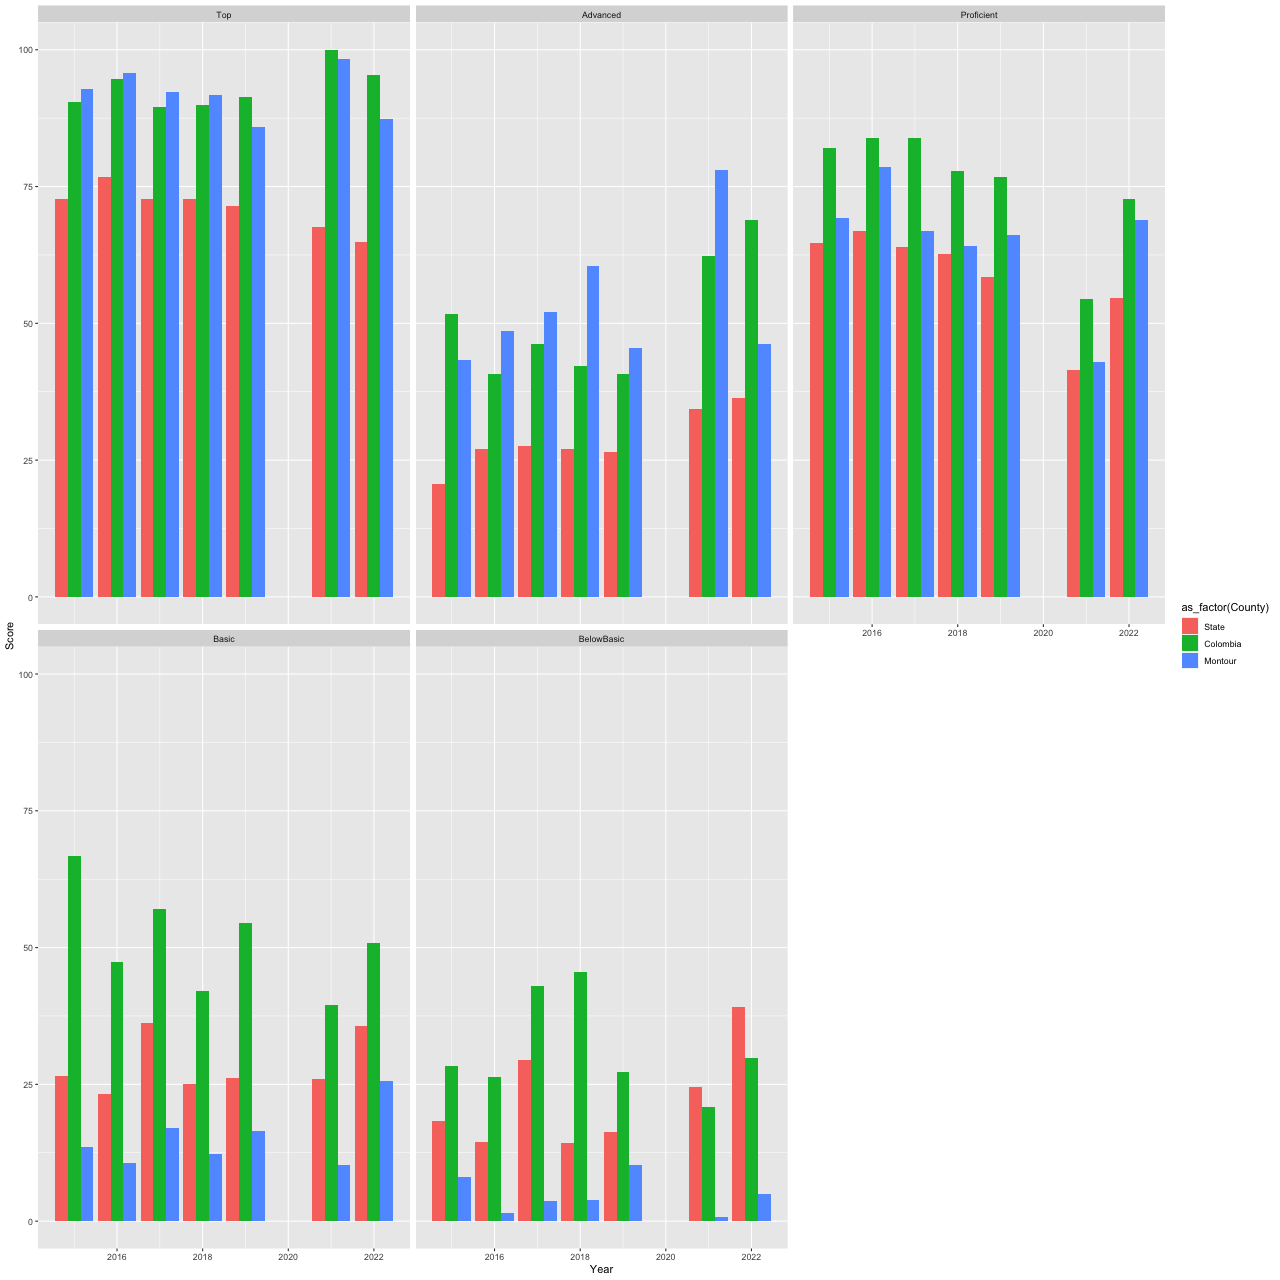 Top
Advanced
Proficient
100
75
50
25
0
2016 2018 2020 2022
Score
Basic
BelowBasic
100
75
50
25
0
2016 2018 2020 2022
2016 2018 2020 2022
Year
as_factor(County)
State
Colombia
Montour